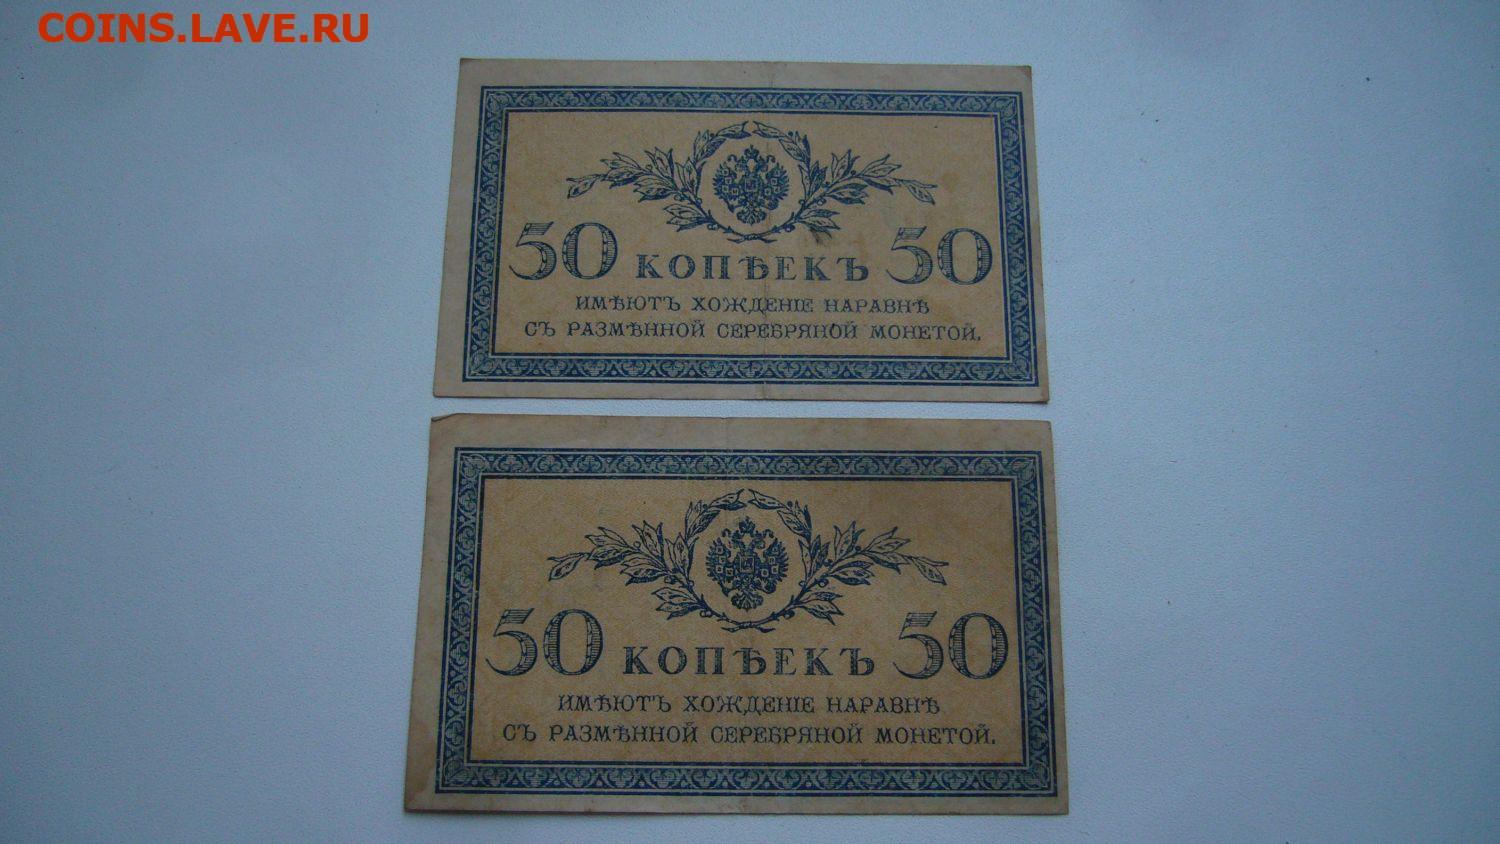 COINS.LAVE.RU
50 КОПѢЕКЪ 50
ИМѢЮТЪ ХОЖДЕНІЕ НАРАВНѢ
СЪ РАЗМѢННОЙ СЕРЕБРЯНОЙ МОНЕТОЙ.
50 КОПѢЕКЪ 50
ИМѢЮТЪ ХОЖДЕНІЕ НАРАВНѢ
СЪ РАЗМѢННОЙ СЕРЕБРЯНОЙ МОНЕТОЙ.